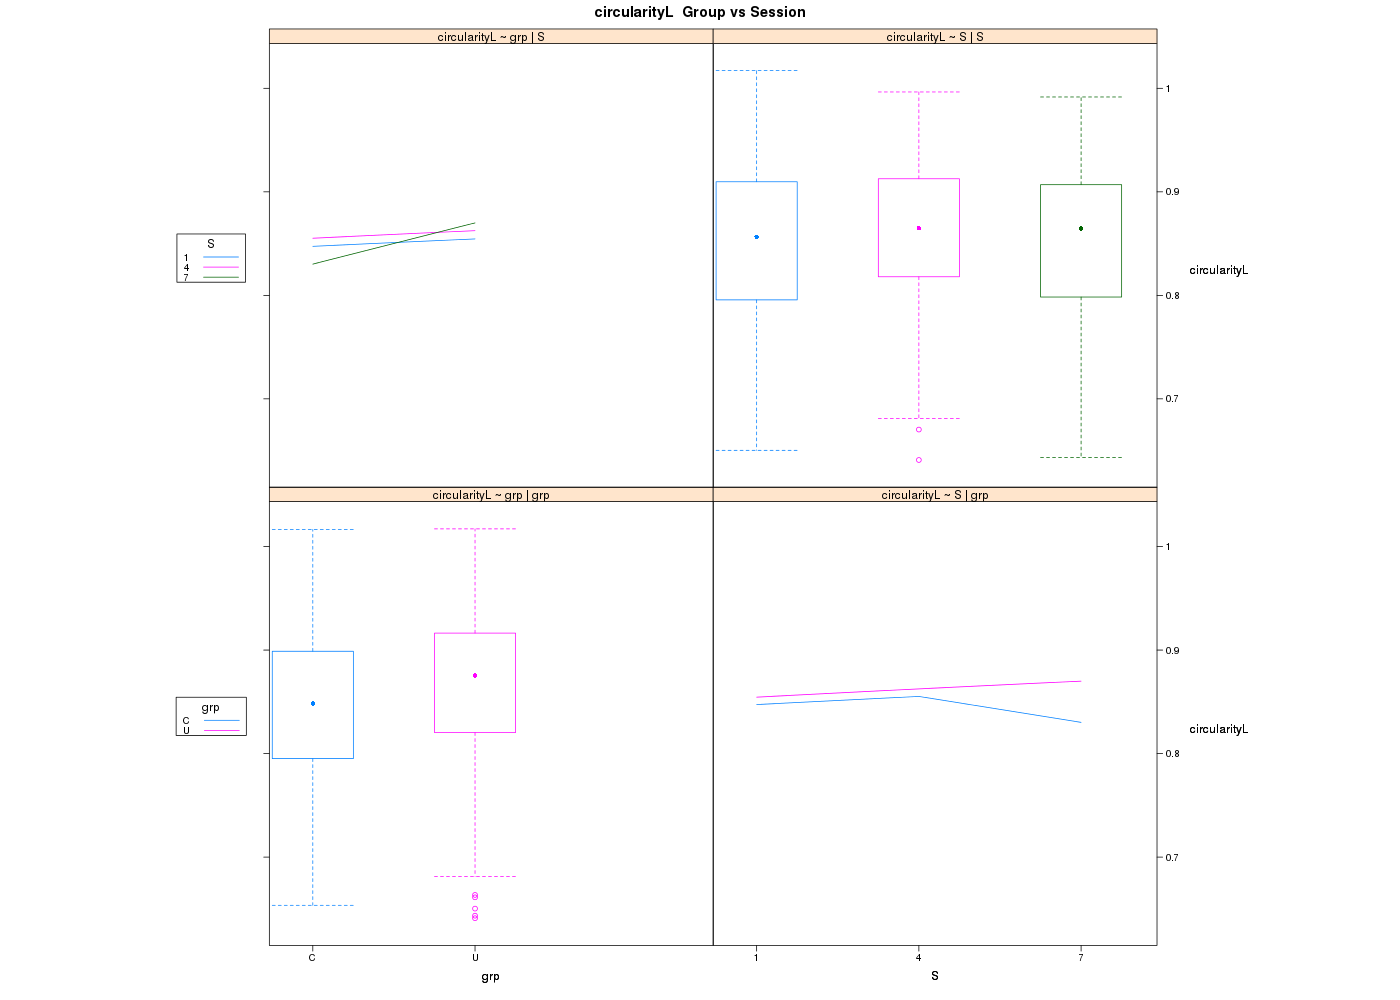 circularityL  Group vs Session
circularityL ~ grp | S
circularityL ~ S | S
1
0.9
0.8
0.7
circularityL
S
1
4
7
circularityL ~ grp | grp
circularityL ~ S | grp
1
0.9
0.8
0.7
circularityL
grp
C
U
C
U
grp
1
4
7
S